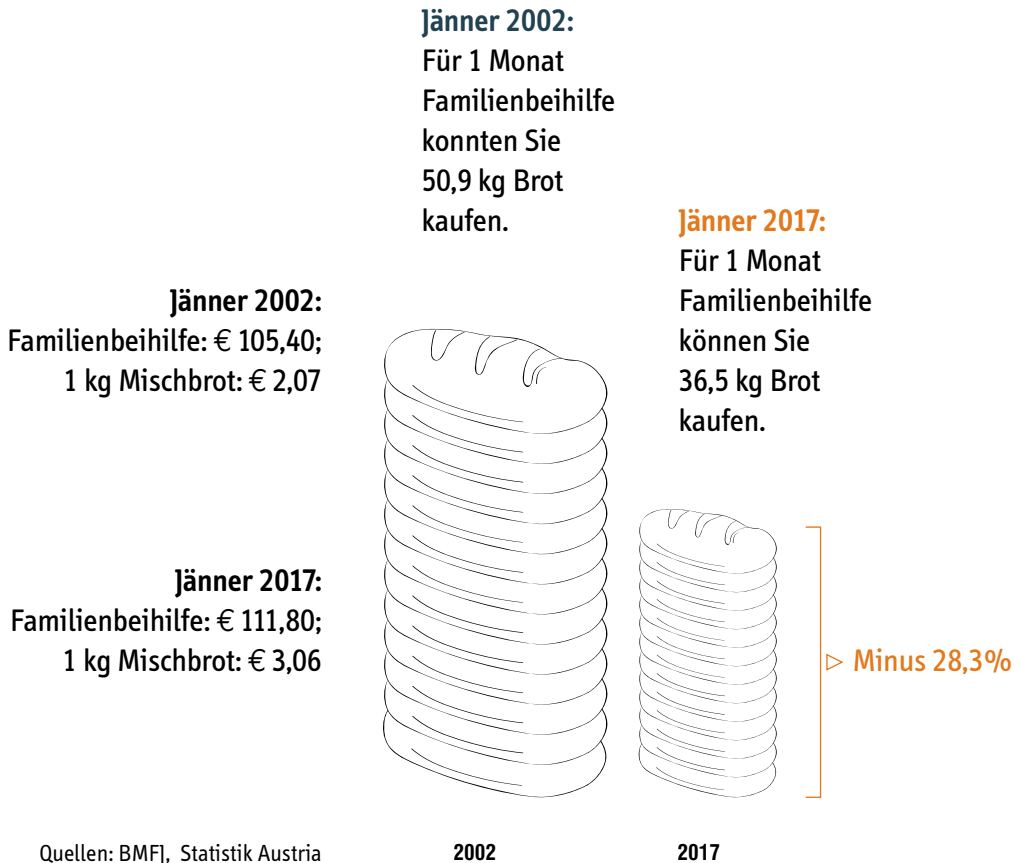 Jänner 2002:
Für 1 Monat
Familienbeihilfe
konnten Sie
50,9 kg Brot
kaufen.
Jänner 2017:
Für 1 Monat
Familienbeihilfe
können Sie
36,5 kg Brot
kaufen.
Jänner 2002:
Familienbeihilfe: € 105,40;
1 kg Mischbrot: € 2,07
Jänner 2017:
Familienbeihilfe: € 111,80;
1 kg Mischbrot: € 3,06
▷ Minus 28,3%
Quellen: BMFJ, Statistik Austria
2002
2017